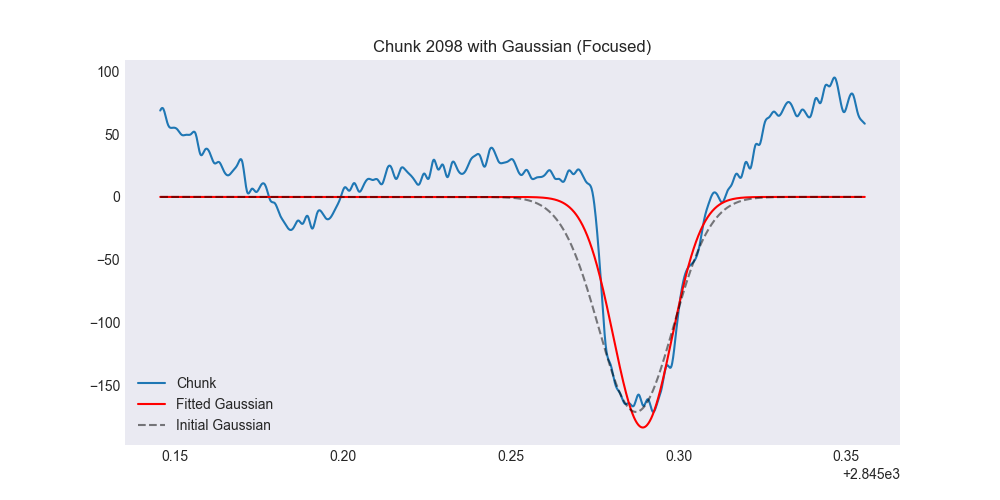 Chunk 2098 with Gaussian (Focused)
100
50
0
−50
−100
−150
Chunk
Fitted Gaussian
Initial Gaussian
0.15 0.20 0.25 0.30 0.35
+2.845e3